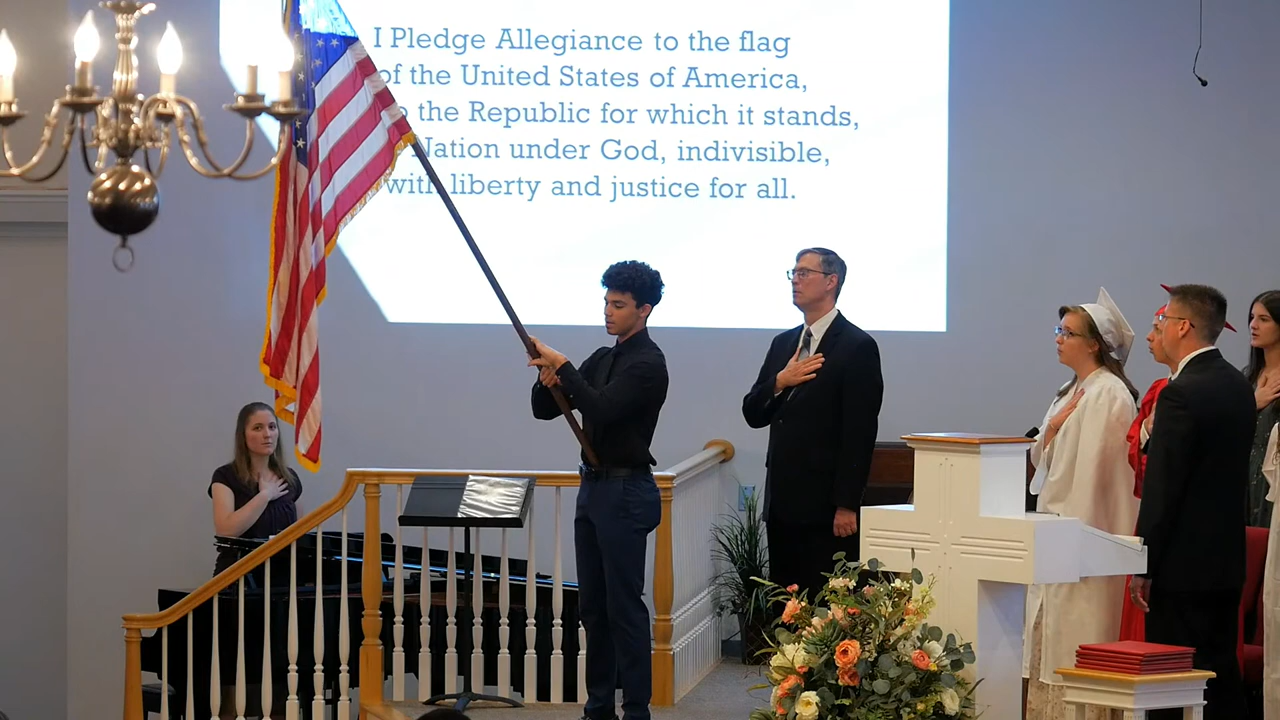 I Pledge Allegiance to the flag
of the United States of America,
the Republic for which it stands,
Nation under God, indivisible,
with liberty and justice for all.